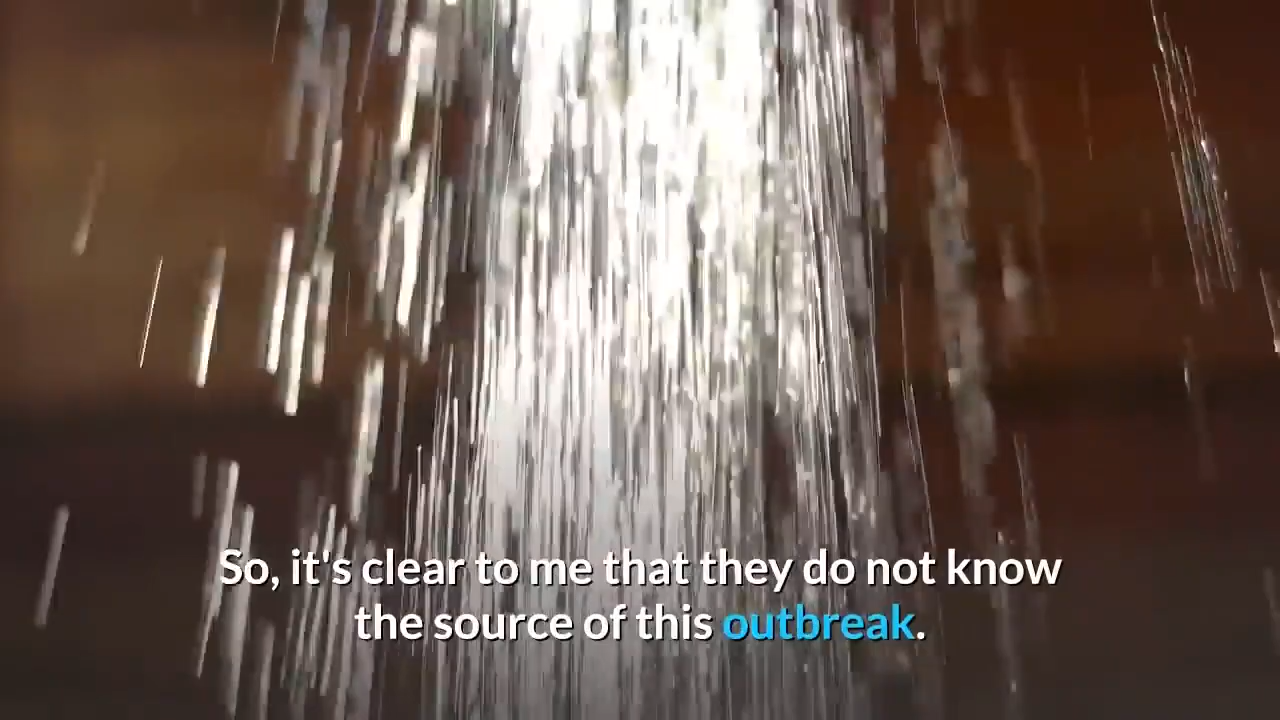 So, it's clear to me that they do not know
the source of this outbreak.